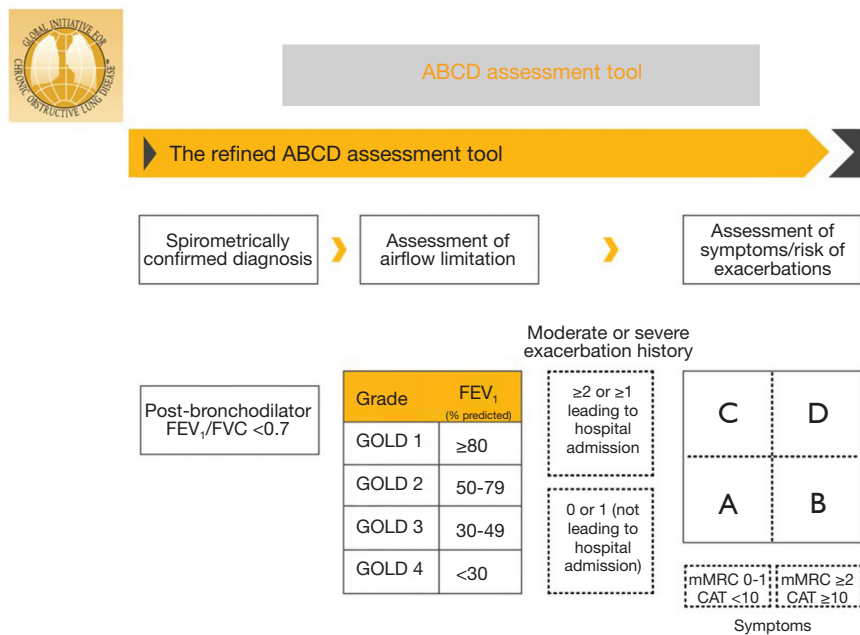 GLOBAL INITIATIVE FOR
CHRONIC OBSTRUCTIVE LUNG DISEASE
ABCD assessment tool
The refined ABCD assessment tool
Spirometrically
confirmed diagnosis
Assessment of
airflow limitation
Assessment of
symptoms/risk of
exacerbations
Post-bronchodilator
FEV₁/FVC <0.7
Grade
FEV₁
(% predicted)
GOLD 1
≥80
GOLD 2
50-79
GOLD 3
30-49
GOLD 4
<30
Moderate or severe
exacerbation history
≥2 or ≥1
leading to
hospital
admission
0 or 1 (not
leading to
hospital
admission)
C
D
A
B
mMRC 0-1
CAT <10
mMRC ≥2
CAT ≥10
Symptoms